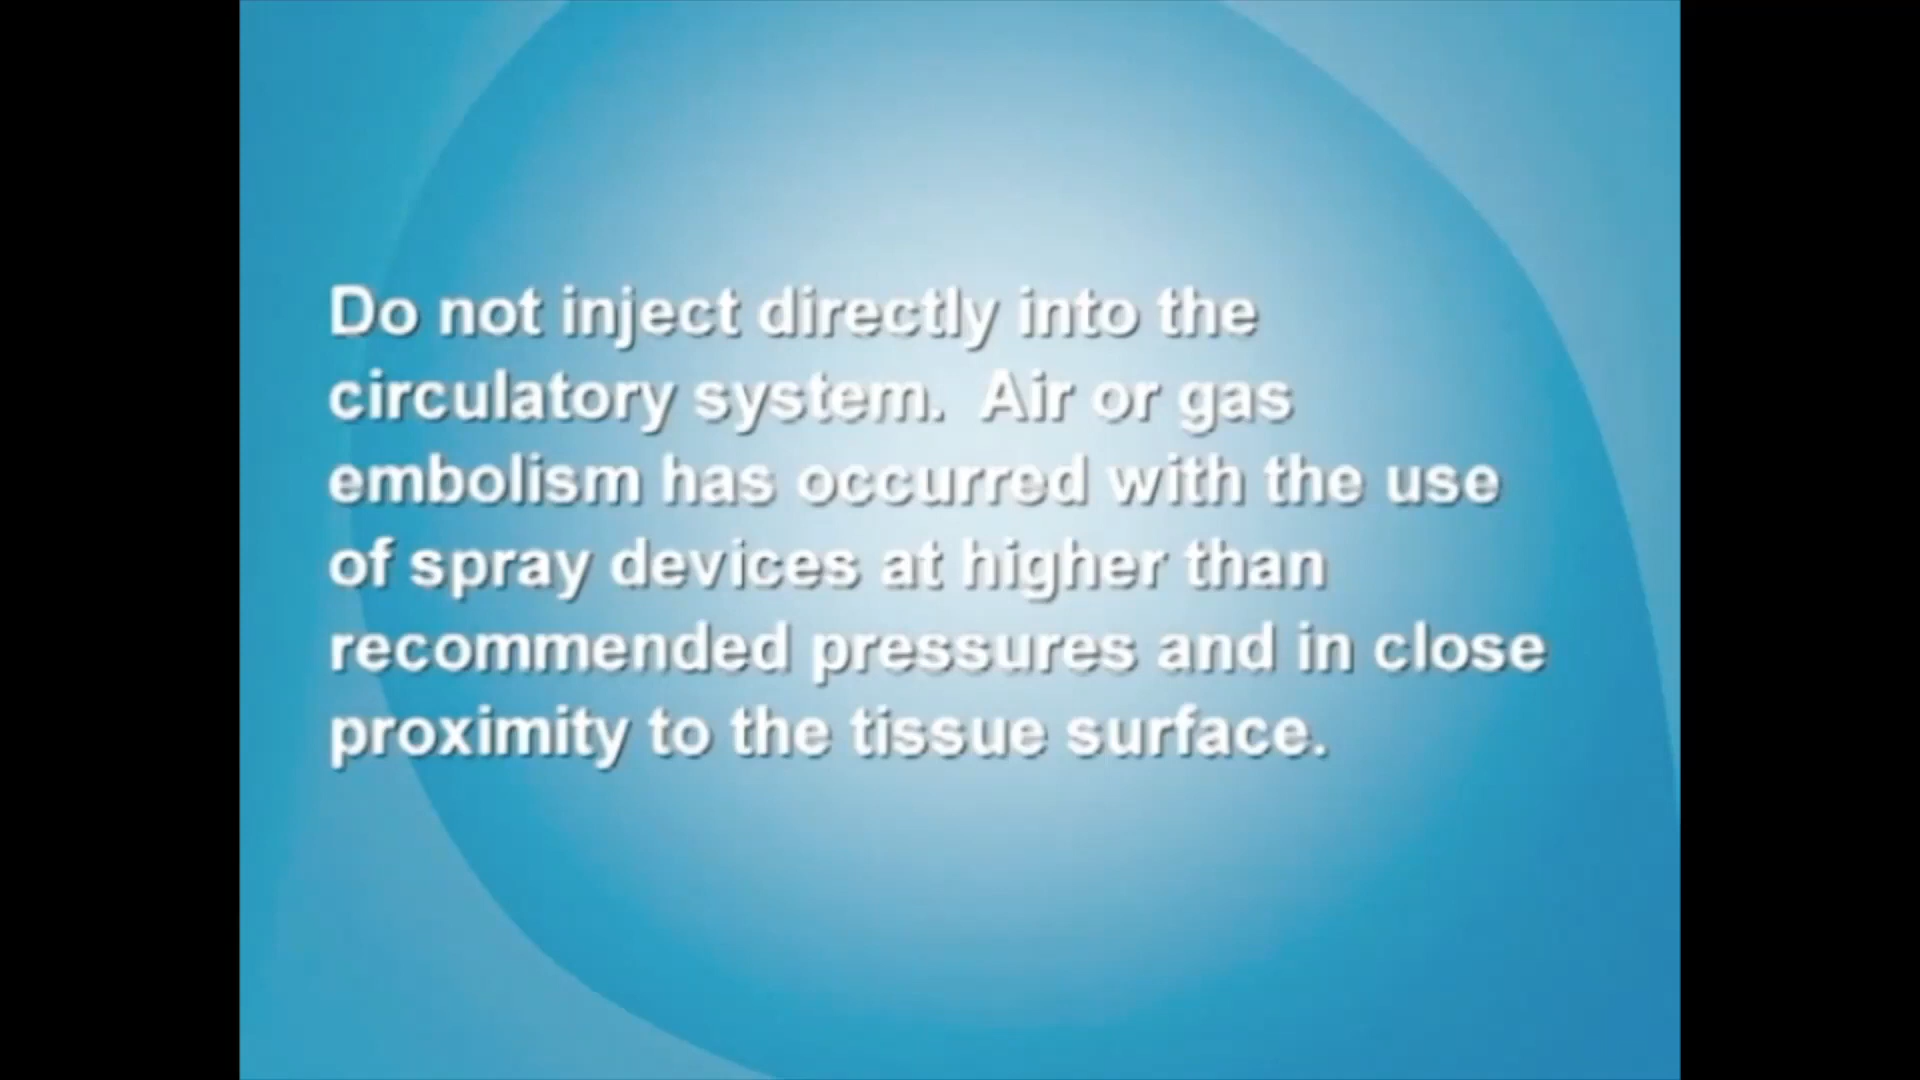 Do not inject directly into the
circulatory system.  Air or gas
embolism has occurred with the use
of spray devices at higher than
recommended pressures and in close
proximity to the tissue surface.